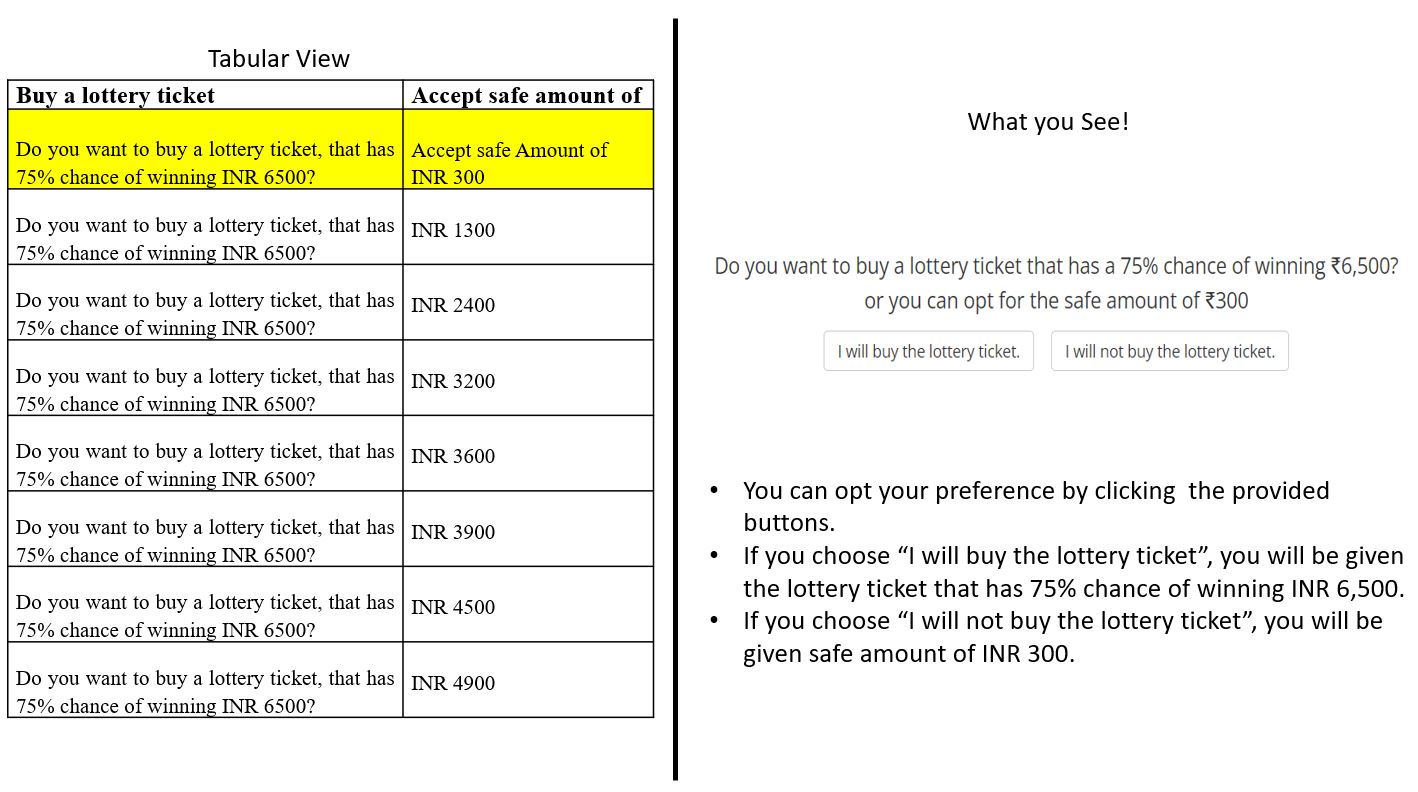 Tabular View
Buy a lottery ticket
Accept safe amount of
Do you want to buy a lottery ticket, that has
75% chance of winning INR 6500?
Accept safe Amount of
INR 300
Do you want to buy a lottery ticket, that has
75% chance of winning INR 6500?
INR 1300
Do you want to buy a lottery ticket, that has
75% chance of winning INR 6500?
INR 2400
Do you want to buy a lottery ticket, that has
75% chance of winning INR 6500?
INR 3200
Do you want to buy a lottery ticket, that has
75% chance of winning INR 6500?
INR 3600
Do you want to buy a lottery ticket, that has
75% chance of winning INR 6500?
INR 3900
Do you want to buy a lottery ticket, that has
75% chance of winning INR 6500?
INR 4500
Do you want to buy a lottery ticket, that has
75% chance of winning INR 6500?
INR 4900
What you See!
Do you want to buy a lottery ticket that has a 75% chance of winning ₹6,500?
or you can opt for the safe amount of ₹300
I will buy the lottery ticket.
I will not buy the lottery ticket.
• You can opt your preference by clicking the provided
buttons.
• If you choose “I will buy the lottery ticket”, you will be given
the lottery ticket that has 75% chance of winning INR 6,500.
• If you choose “I will not buy the lottery ticket”, you will be
given safe amount of INR 300.